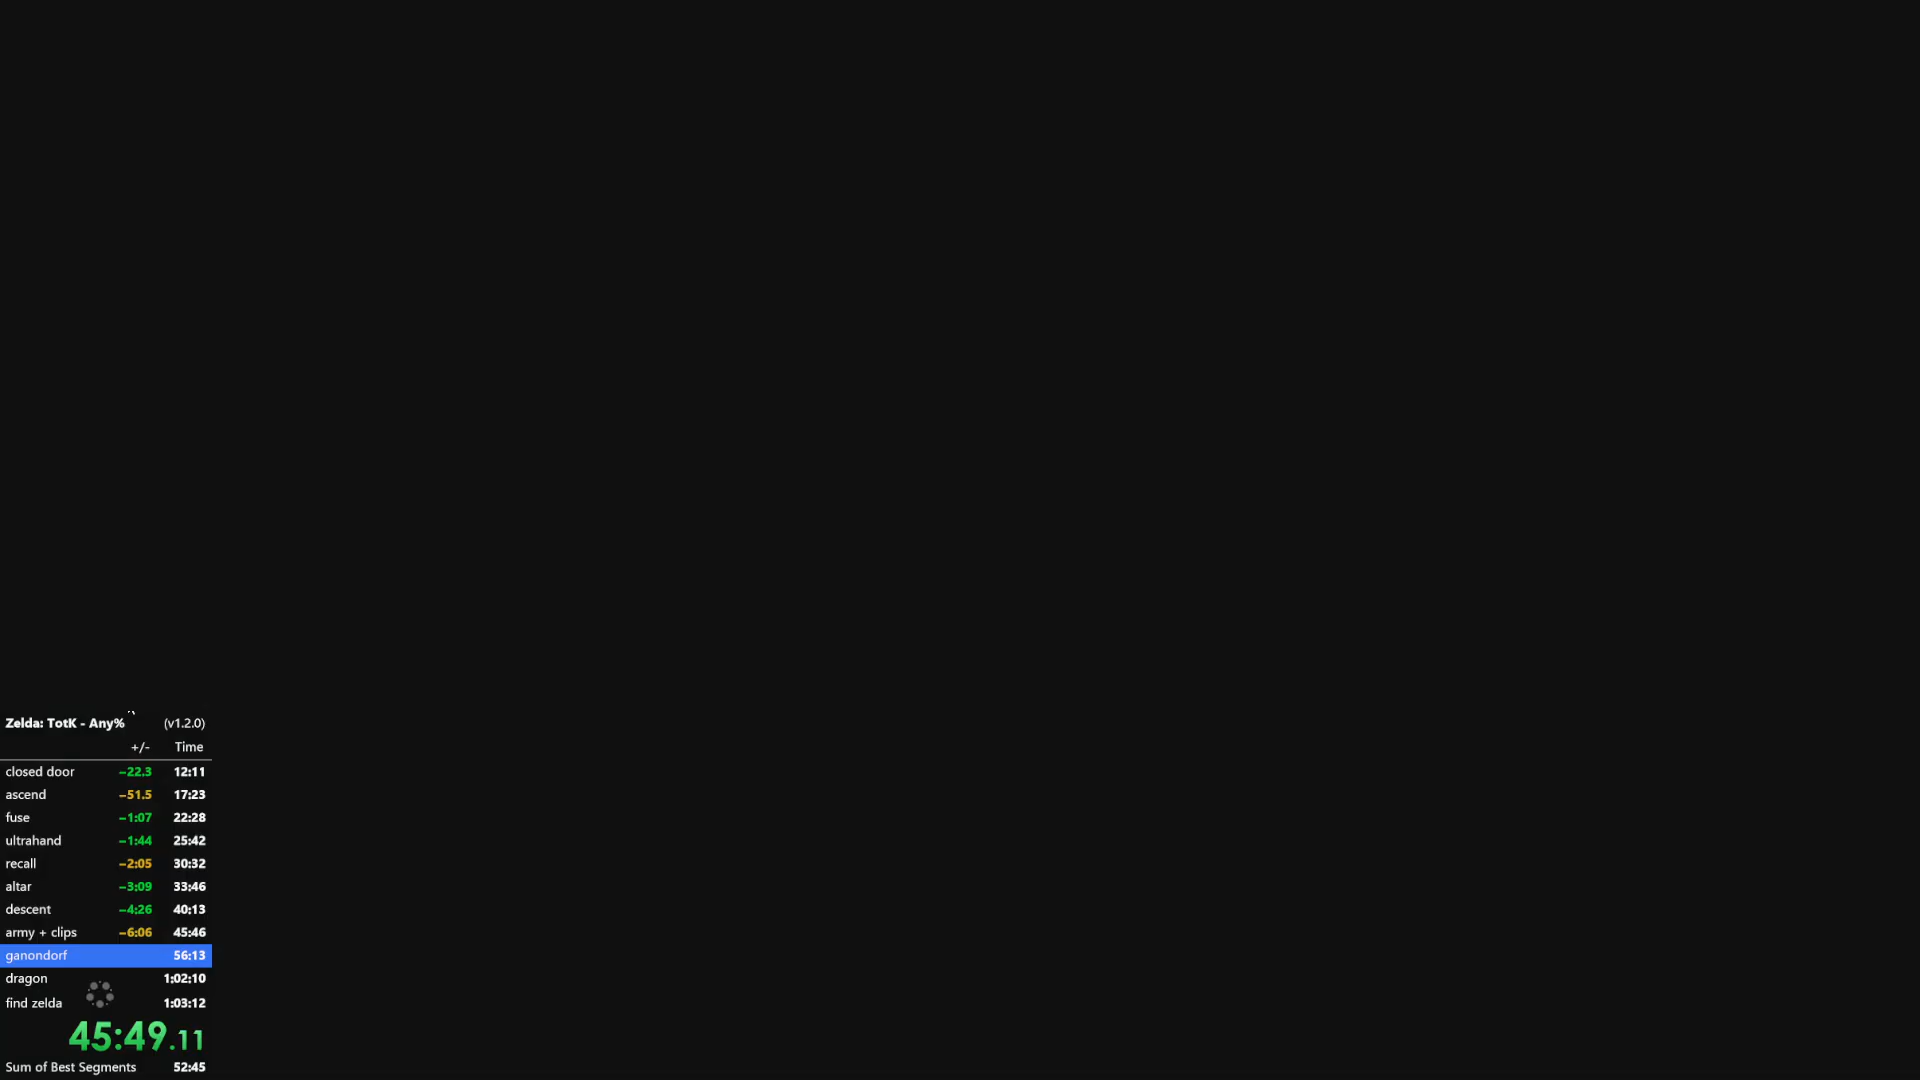 Zelda: TotK - Any% (v1.2.0)
+/- Time
closed door −22.3 12:11
ascend −51.5 17:23
fuse −1:07 22:28
ultrahand −1:44 25:42
recall −2:05 30:32
altar −3:09 33:46
descent −4:26 40:13
army + clips −6:06 45:46
ganondorf 56:13
dragon 1:02:10
find zelda 1:03:12
45:49.11
Sum of Best Segments 52:45